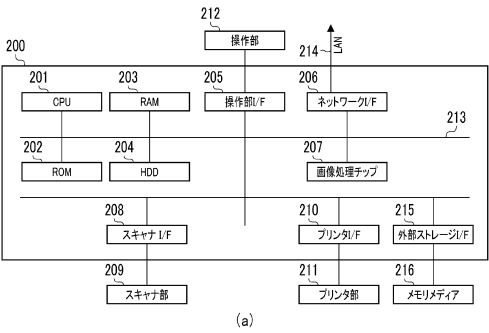 212
操作部
214
LAN
200
201
CPU
203
RAM
205
操作部I/F
206
ネットワークI/F
213
202
ROM
204
HDD
207
画像処理チップ
208
スキャナ I/F
210
プリンタI/F
215
外部ストレージI/F
209
スキャナ部
211
プリンタ部
216
メモリメディア
(a)